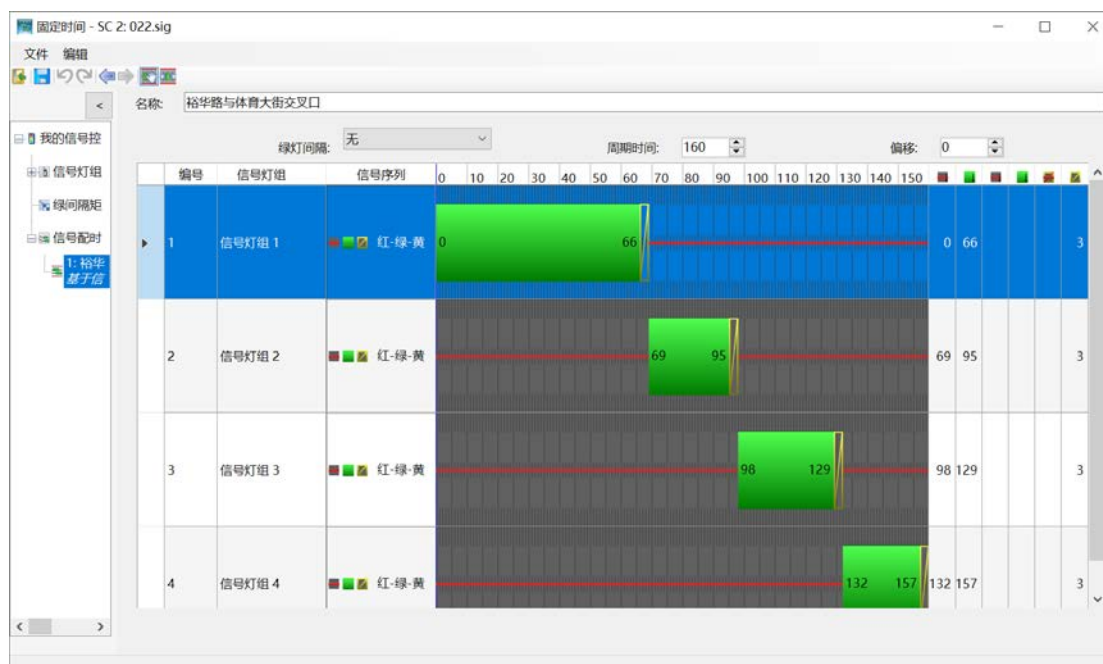 固定时间 - SC 2: 022.sig
文件 编辑
< 名称: 裕华路与体育大街交叉口
我的信号控
信号灯组
绿间隔矩
信号配时
1: 裕华
基于信
绿灯间隔: 无 周期时间: 160 偏移: 0
编号 信号灯组 信号序列 0 10 20 30 40 50 60 70 80 90 100 110 120 130 140 150
1 信号灯组 1 红-绿-黄 0 66 0 66 3
2 信号灯组 2 红-绿-黄 69 95 69 95 3
3 信号灯组 3 红-绿-黄 98 129 98 129 3
4 信号灯组 4 红-绿-黄 132 157 132 157 3